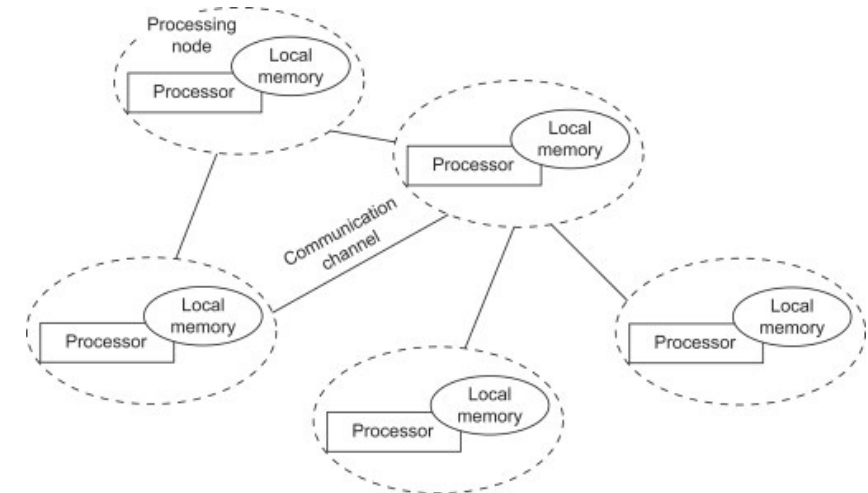 Processing
node
Local
memory
Processor
Local
memory
Processor
Communication
channel
Local
memory
Processor
Local
memory
Processor
Local
memory
Processor